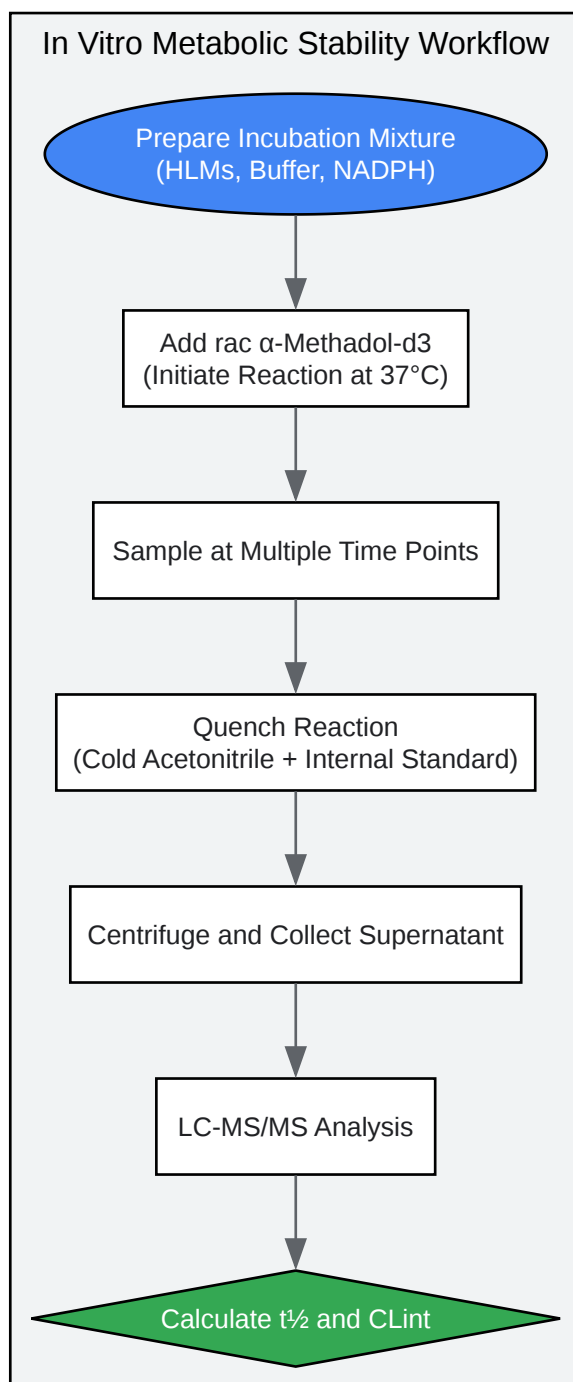 In Vitro Metabolic Stability Workflow
Prepare Incubation Mixture
(HLMs, Buffer, NADPH)
Add rac α-Methadol-d3
(Initiate Reaction at 37°C)
Sample at Multiple Time Points
Quench Reaction
(Cold Acetonitrile + Internal Standard)
Centrifuge and Collect Supernatant
LC-MS/MS Analysis
Calculate t½ and CLint